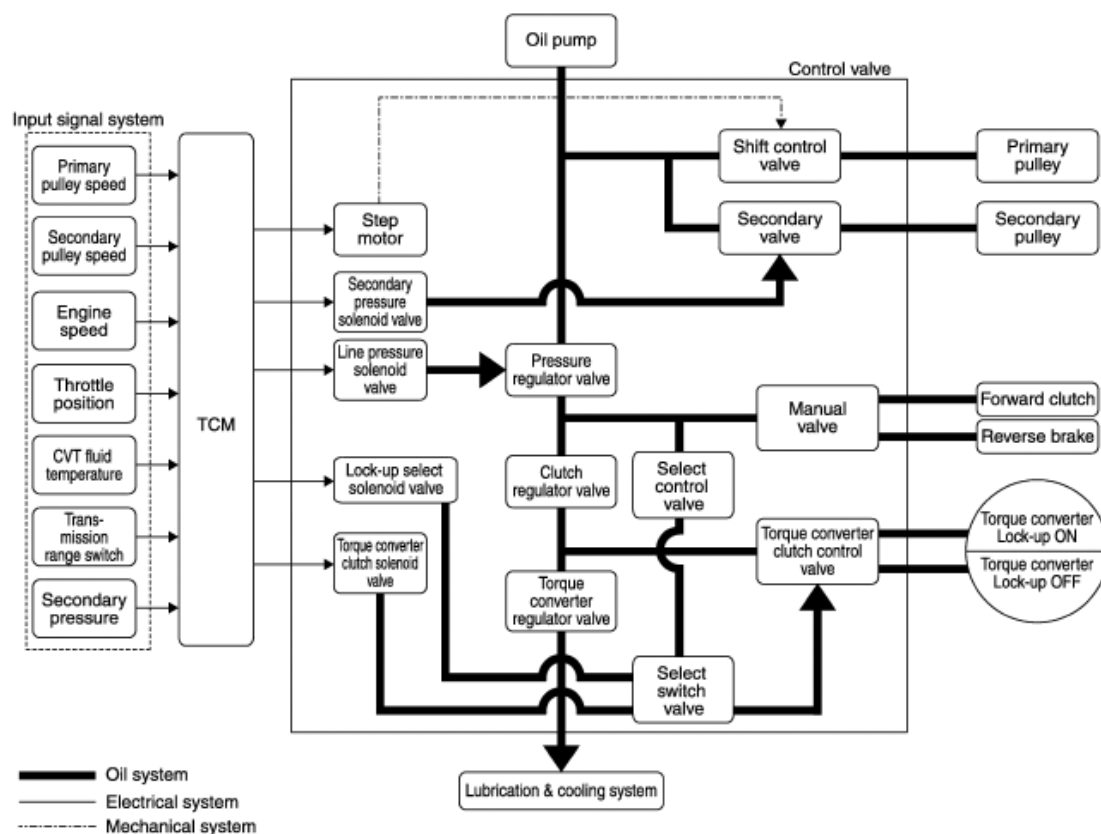 Oil pump
Control valve
Input signal system
Primary
pulley speed
Secondary
pulley speed
Engine
speed
Throttle
position
CVT fluid
temperature
Trans-
mission
range switch
Secondary
pressure
TCM
Step
motor
Secondary
pressure
solenoid valve
Line pressure
solenoid
valve
Lock-up select
solenoid valve
Torque converter
clutch solenoid
valve
Shift control
valve
Primary
pulley
Secondary
valve
Secondary
pulley
Pressure
regulator valve
Manual
valve
Forward clutch
Reverse brake
Clutch
regulator valve
Select
control
valve
Torque converter
clutch control
valve
Torque converter
Lock-up ON
Torque converter
Lock-up OFF
Torque
converter
regulator valve
Select
switch
valve
Lubrication & cooling system
Oil system
Electrical system
Mechanical system